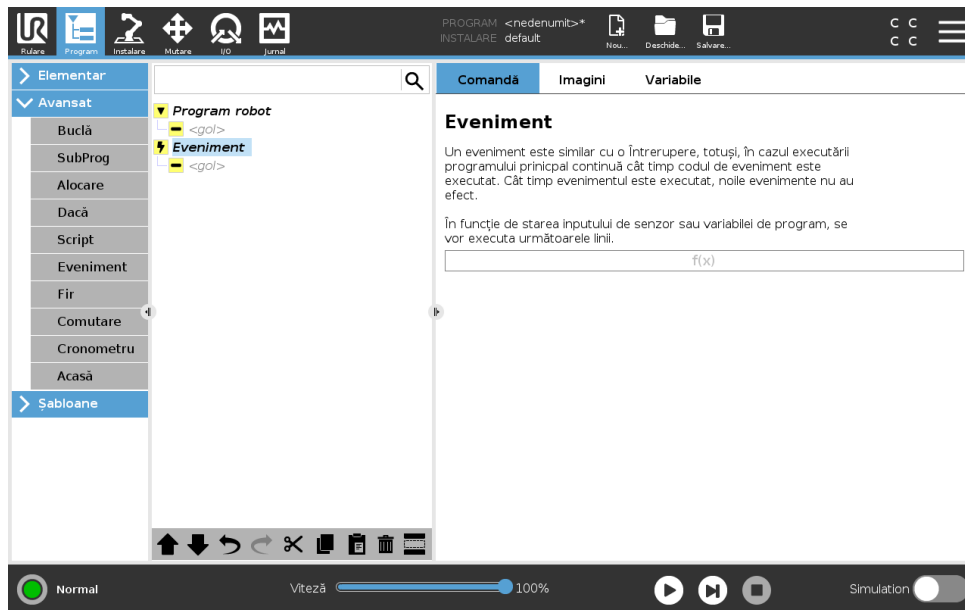 PROGRAM <nedenumit>*
INSTALARE default
Rulare Program Instalare Mutare I/O Jurnal Nou... Deschide... Salvare...
C C
C C
Elementar
Avansat
Buclă
SubProg
Alocare
Dacă
Script
Eveniment
Fir
Comutare
Cronometru
Acasă
Șabloane
Program robot
<gol>
Eveniment
<gol>
Comandă Imagini Variabile
Eveniment
Un eveniment este similar cu o Întrerupere, totuși, în cazul executării
programului prinicpal continuă cât timp codul de eveniment este
executat. Cât timp evenimentul este executat, noile evenimente nu au
efect.
În funcție de starea inputului de senzor sau variabilei de program, se
vor executa următoarele linii.
f(x)
Normal Viteză 100% Simulation